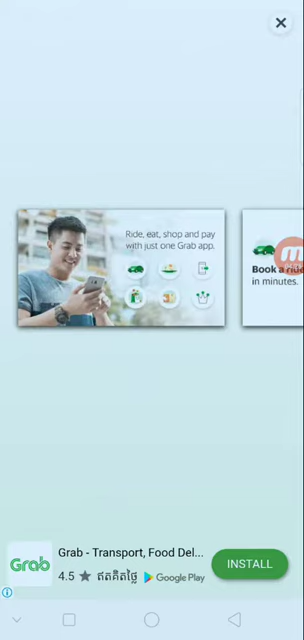 Ride, eat, shop and pay
with just one Grab app.
Book a ride
in minutes.
Grab
Grab - Transport, Food Del...
4.5 ★ ឥតគិតថ្លៃ Google Play
INSTALL